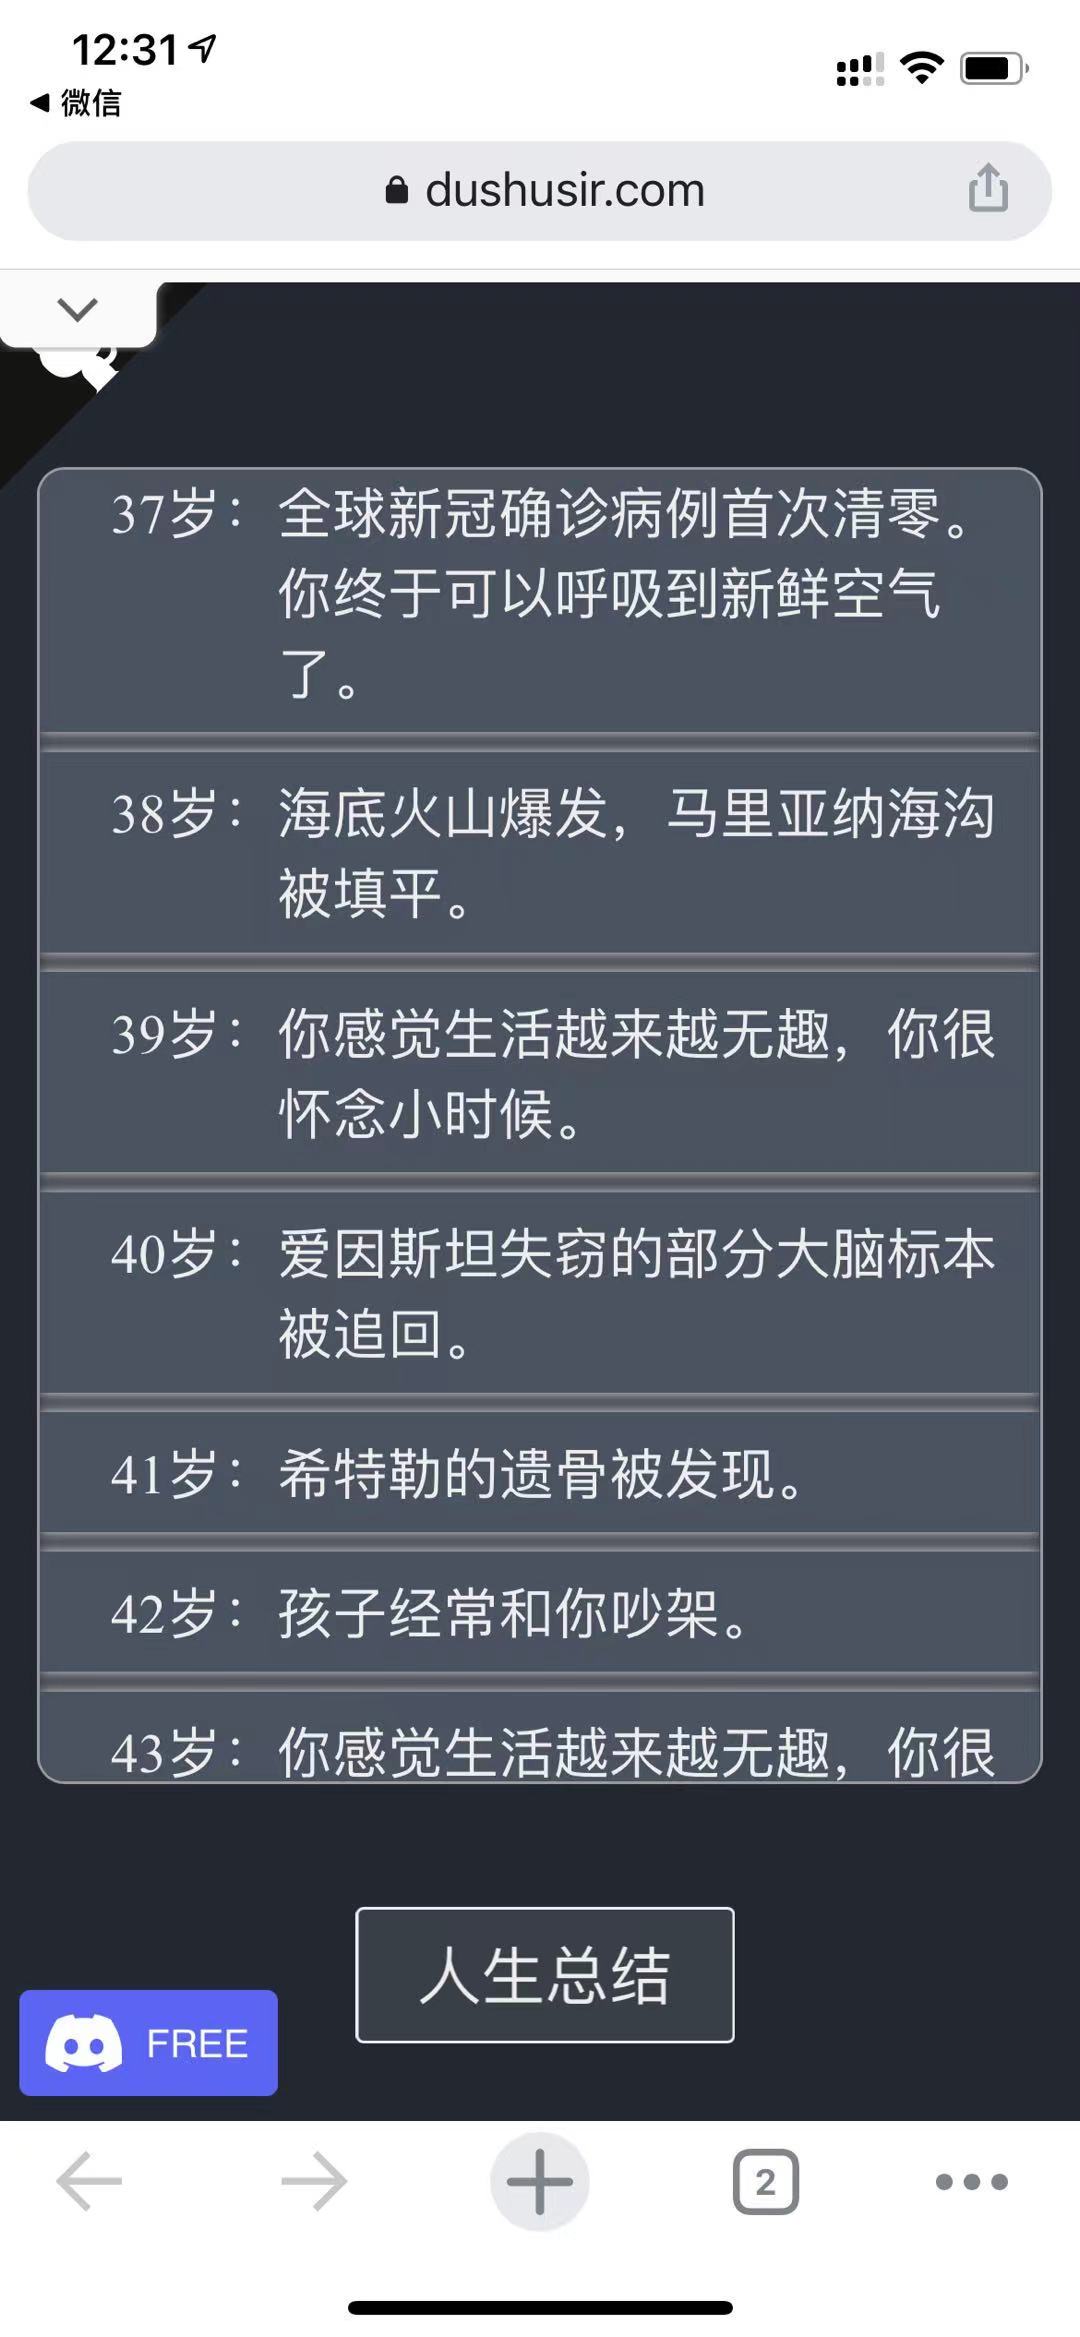 12:31
微信
dushusir.com
37岁：全球新冠确诊病例首次清零。
你终于可以呼吸到新鲜空气
了。
38岁：海底火山爆发，马里亚纳海沟
被填平。
39岁：你感觉生活越来越无趣，你很
怀念小时候。
40岁：爱因斯坦失窃的部分大脑标本
被追回。
41岁：希特勒的遗骨被发现。
42岁：孩子经常和你吵架。
43岁：你感觉生活越来越无趣，你很
人生总结
FREE
2